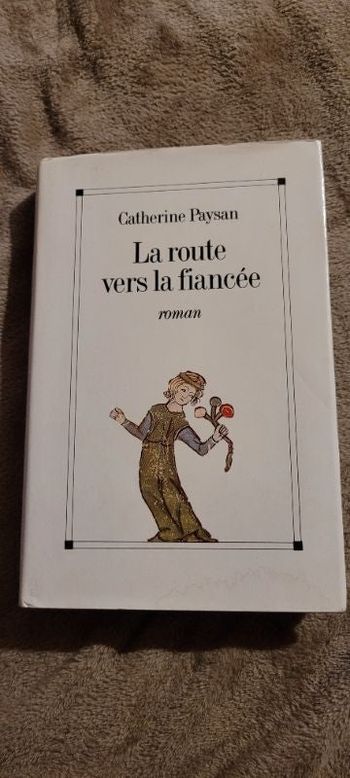 Catherine Paysan
La route
vers la fiancée
roman